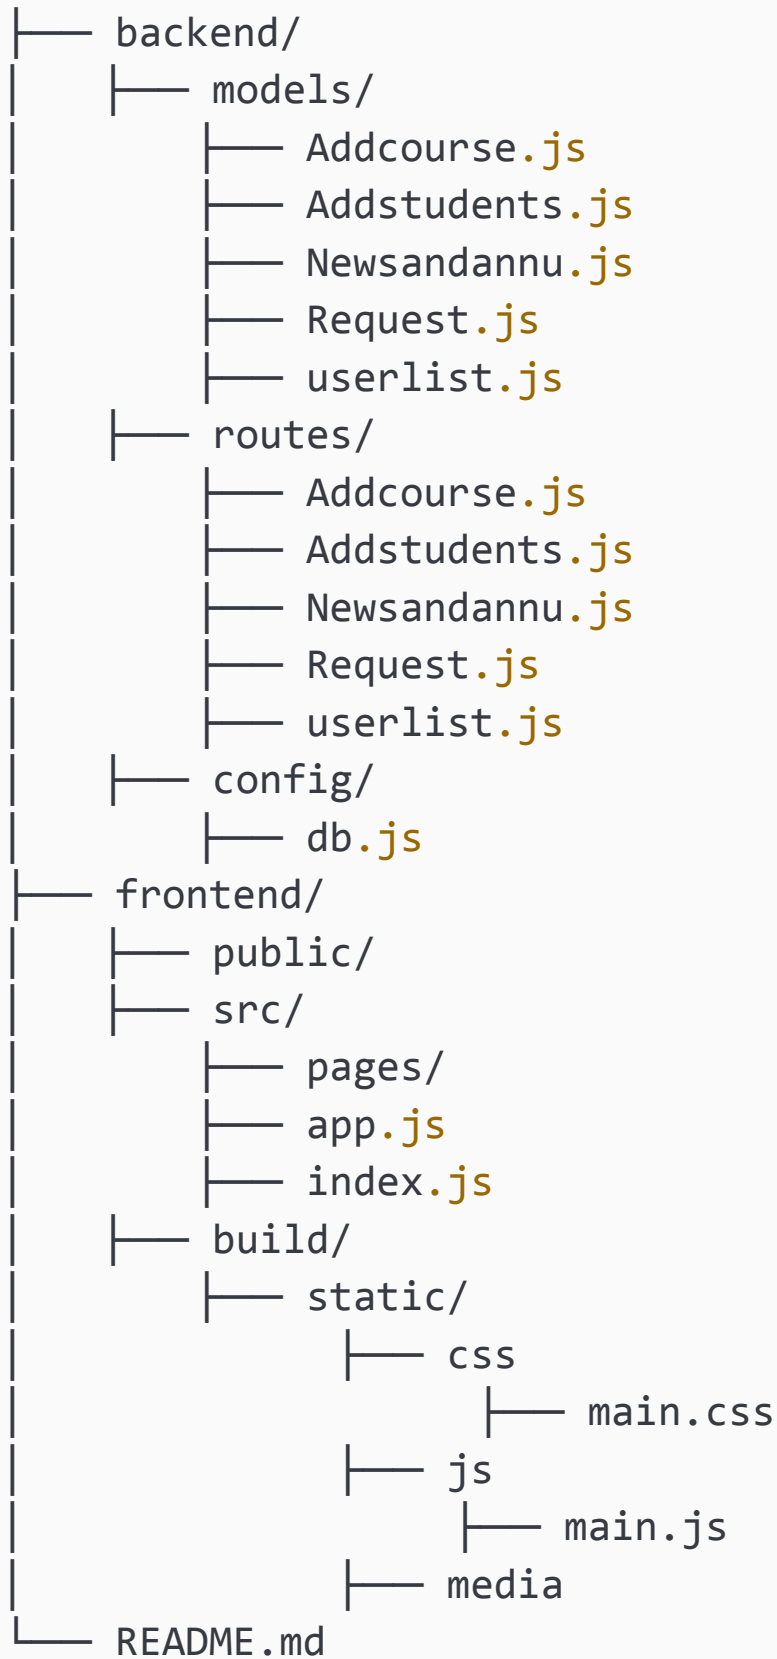 ├── backend/
│   ├── models/
│       ├── Addcourse.js
│       ├── Addstudents.js
│       ├── Newsandannu.js
│       ├── Request.js
│       ├── userlist.js
│   ├── routes/
│       ├── Addcourse.js
│       ├── Addstudents.js
│       ├── Newsandannu.js
│       ├── Request.js
│       ├── userlist.js
│   ├── config/
│       ├── db.js
├── frontend/
│   ├── public/
│   ├── src/
│       ├── pages/
│       ├── app.js
│       ├── index.js
│   ├── build/
│       ├── static/
│             ├── css
│                   ├── main.css
│             ├── js
│                  ├── main.js
│             ├── media
└── README.md